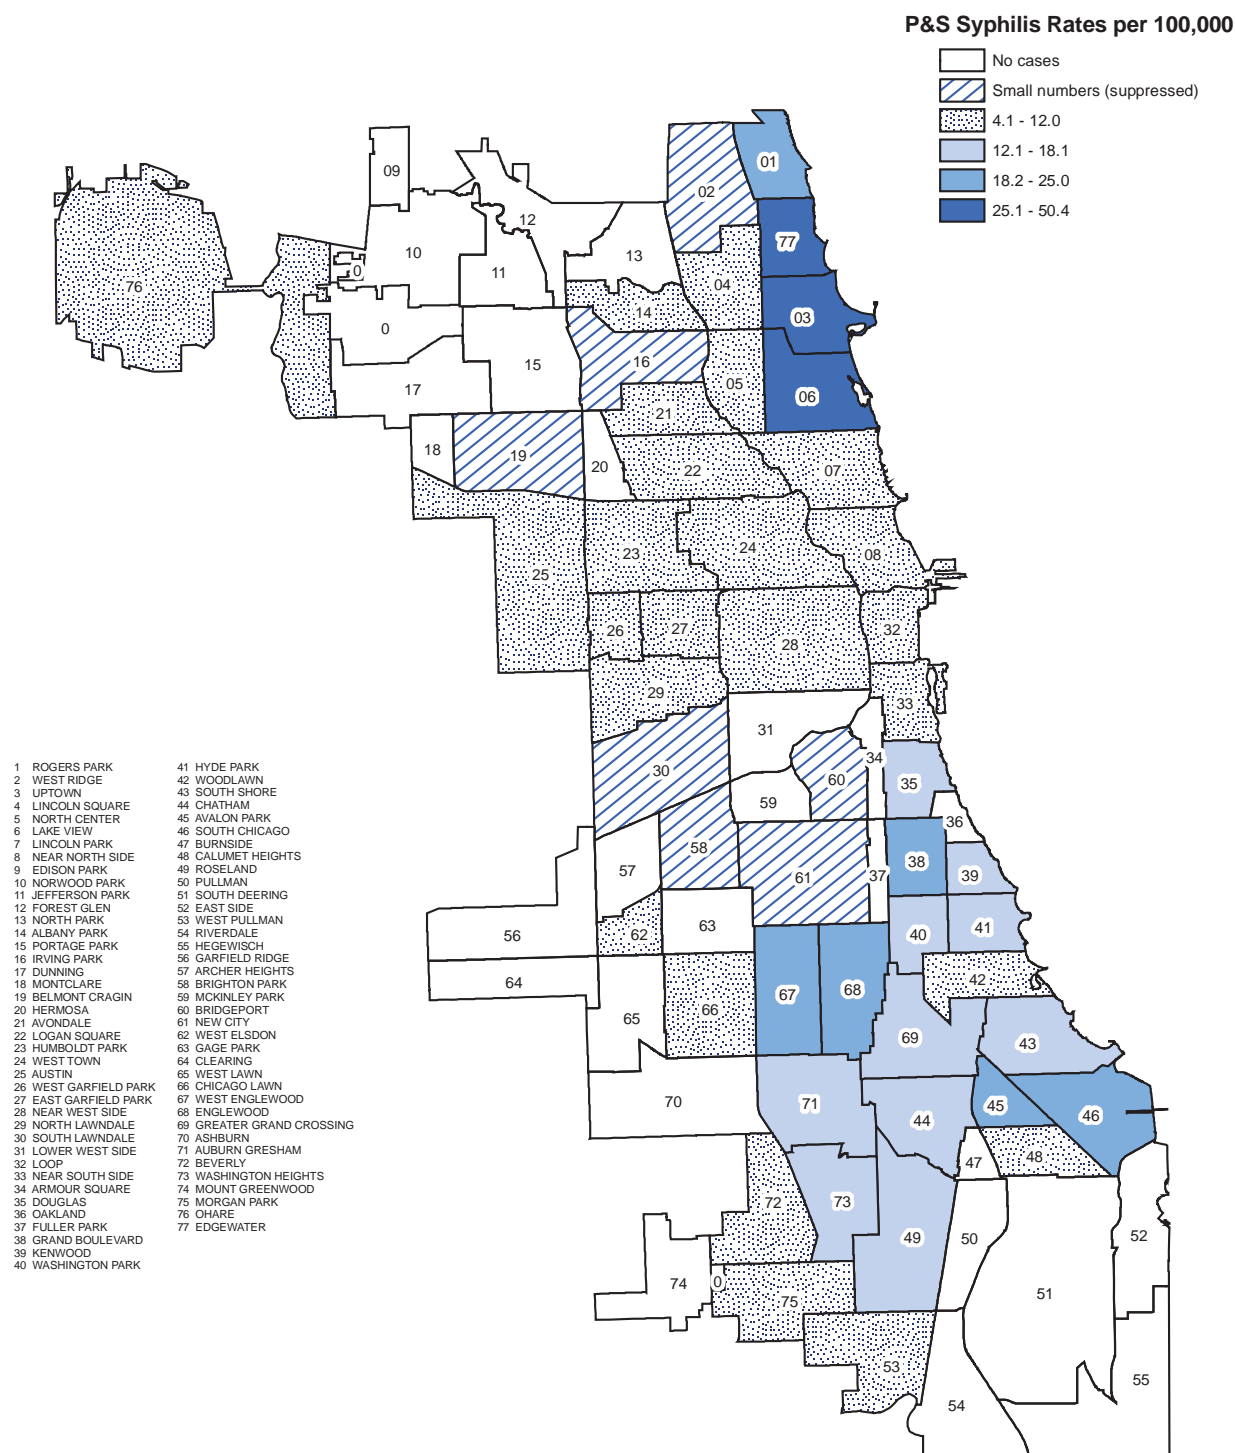 P&S Syphilis Rates per 100,000
No cases
Small numbers (suppressed)
4.1 - 12.0
12.1 - 18.1
18.2 - 25.0
25.1 - 50.4
01
09
02
12
77
10
13
0
11
04
76
14
03
0
16
15
05
17
06
21
18
19
20
22
07
24
23
08
25
26
27
32
28
29
33
31
34
30
60
35
59
36
58
38
57
61
37
39
63
41
56
62
40
64
42
67
68
66
65
69
43
70
71
45
46
44
48
47
72
73
52
49
50
74
0
51
75
53
55
54
1 ROGERS PARK
2 WEST RIDGE
3 UPTOWN
4 LINCOLN SQUARE
5 NORTH CENTER
6 LAKE VIEW
7 LINCOLN PARK
8 NEAR NORTH SIDE
9 EDISON PARK
10 NORWOOD PARK
11 JEFFERSON PARK
12 FOREST GLEN
13 NORTH PARK
14 ALBANY PARK
15 PORTAGE PARK
16 IRVING PARK
17 DUNNING
18 MONTCLARE
19 BELMONT CRAGIN
20 HERMOSA
21 AVONDALE
22 LOGAN SQUARE
23 HUMBOLDT PARK
24 WEST TOWN
25 AUSTIN
26 WEST GARFIELD PARK
27 EAST GARFIELD PARK
28 NEAR WEST SIDE
29 NORTH LAWNDALE
30 SOUTH LAWNDALE
31 LOWER WEST SIDE
32 LOOP
33 NEAR SOUTH SIDE
34 ARMOUR SQUARE
35 DOUGLAS
36 OAKLAND
37 FULLER PARK
38 GRAND BOULEVARD
39 KENWOOD
40 WASHINGTON PARK
41 HYDE PARK
42 WOODLAWN
43 SOUTH SHORE
44 CHATHAM
45 AVALON PARK
46 SOUTH CHICAGO
47 BURNSIDE
48 CALUMET HEIGHTS
49 ROSELAND
50 PULLMAN
51 SOUTH DEERING
52 EAST SIDE
53 WEST PULLMAN
54 RIVERDALE
55 HEGEWISCH
56 GARFIELD RIDGE
57 ARCHER HEIGHTS
58 BRIGHTON PARK
59 MCKINLEY PARK
60 BRIDGEPORT
61 NEW CITY
62 WEST ELSDON
63 GAGE PARK
64 CLEARING
65 WEST LAWN
66 CHICAGO LAWN
67 WEST ENGLEWOOD
68 ENGLEWOOD
69 GREATER GRAND CROSSING
70 ASHBURN
71 AUBURN GRESHAM
72 BEVERLY
73 WASHINGTON HEIGHTS
74 MOUNT GREENWOOD
75 MORGAN PARK
76 OHARE
77 EDGEWATER